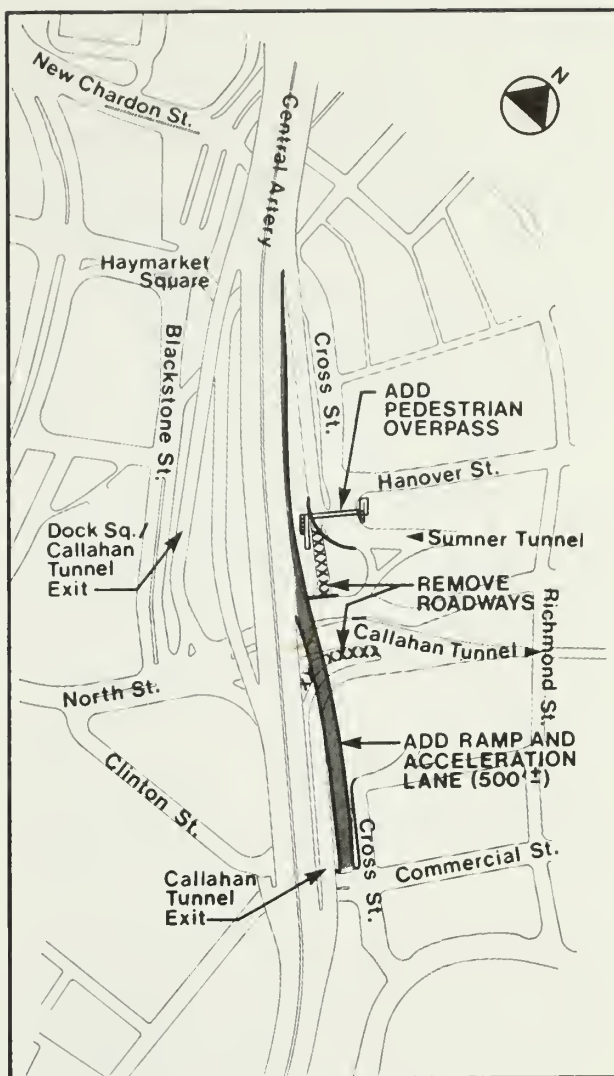 N
New Chardon St.
Central Artery
Haymarket
Square
Blackstone St.
Cross St.
ADD
PEDESTRIAN
OVERPASS
Hanover St.
Dock Sq./
Callahan
Tunnel
Exit
Sumner Tunnel
REMOVE
ROADWAYS
Richmond St.
Callahan Tunnel
North St.
ADD RAMP AND
ACCELERATION
LANE (500'±)
Clinton St.
Cross St.
Commercial St.
Callahan
Tunnel
Exit